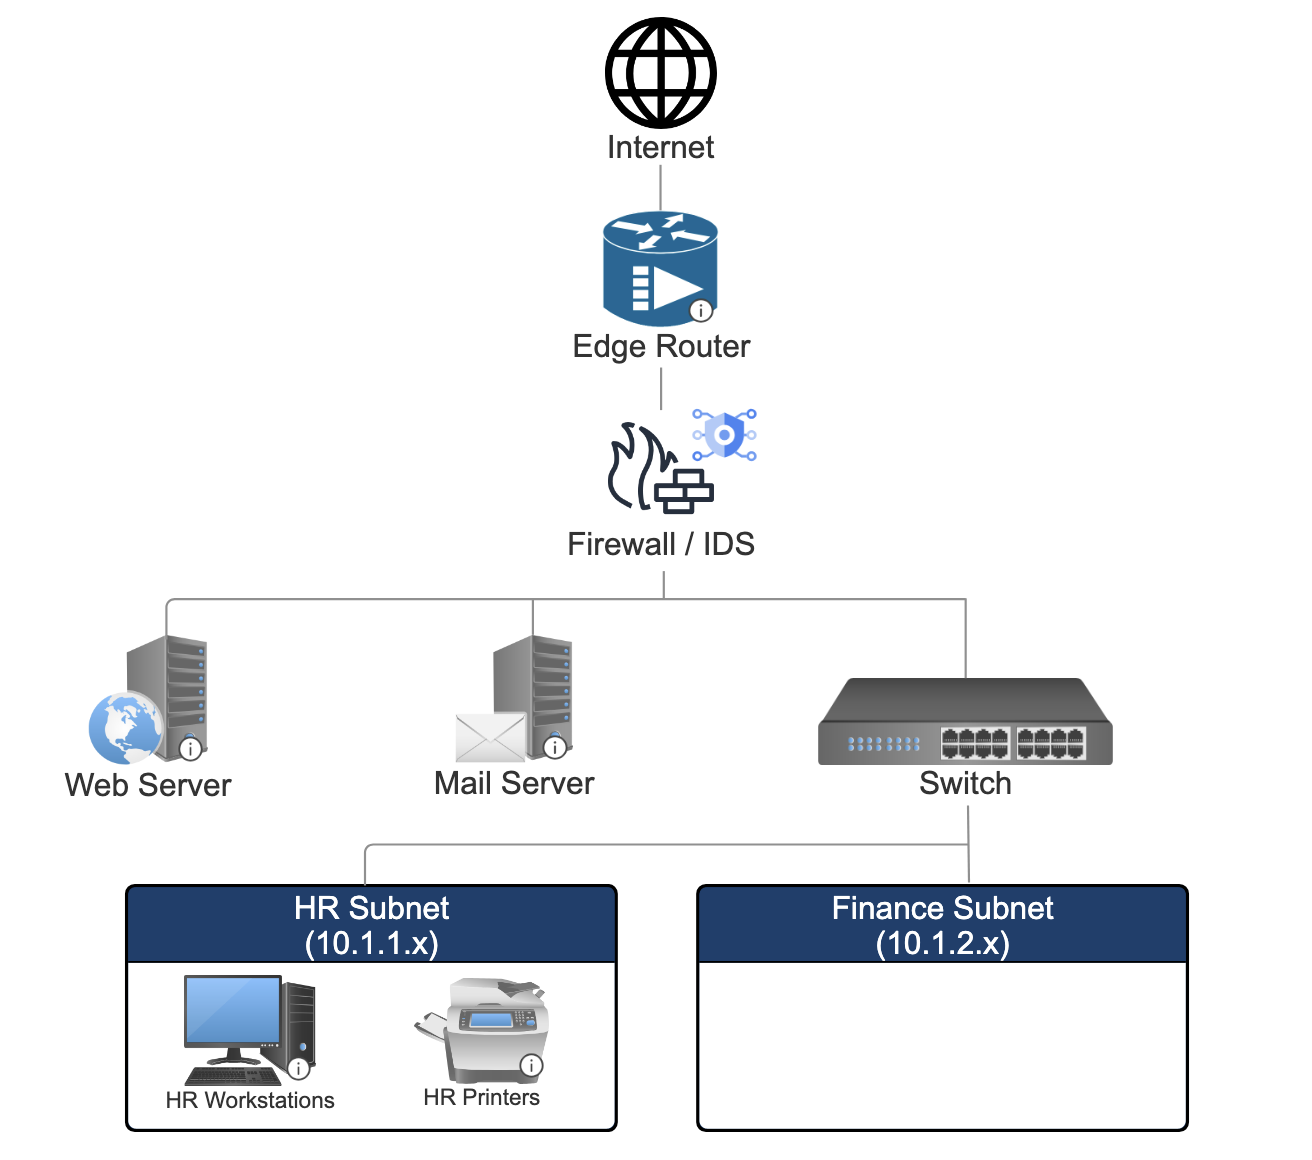 Internet
Edge Router
Firewall / IDS
Web Server
Mail Server
Switch
HR Subnet
(10.1.1.x)
Finance Subnet
(10.1.2.x)
HR Workstations
HR Printers